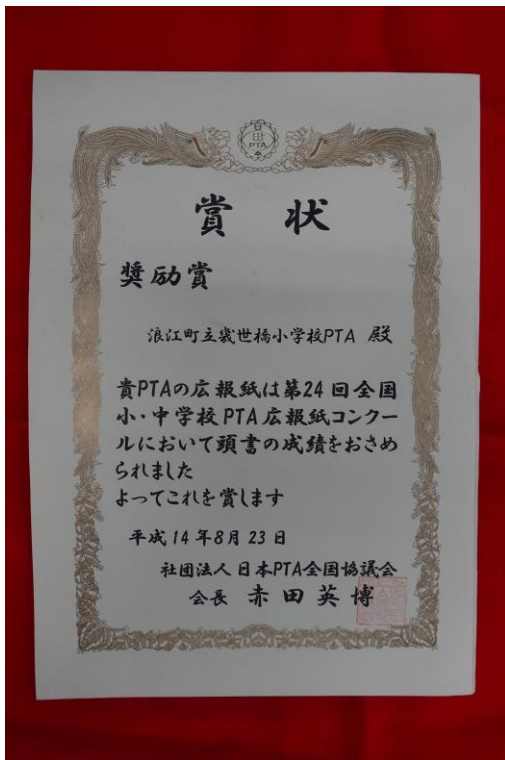 日
PTA
賞状
奨励賞
浪江町立幾世橋小学校PTA 殿
貴PTAの広報紙は第24回全国
小・中学校PTA広報紙コンクー
ルにおいて頭書の成績をおさめ
られました
よってこれを賞します
平成14年8月23日
社団法人日本PTA全国協議会
会長 赤田英博